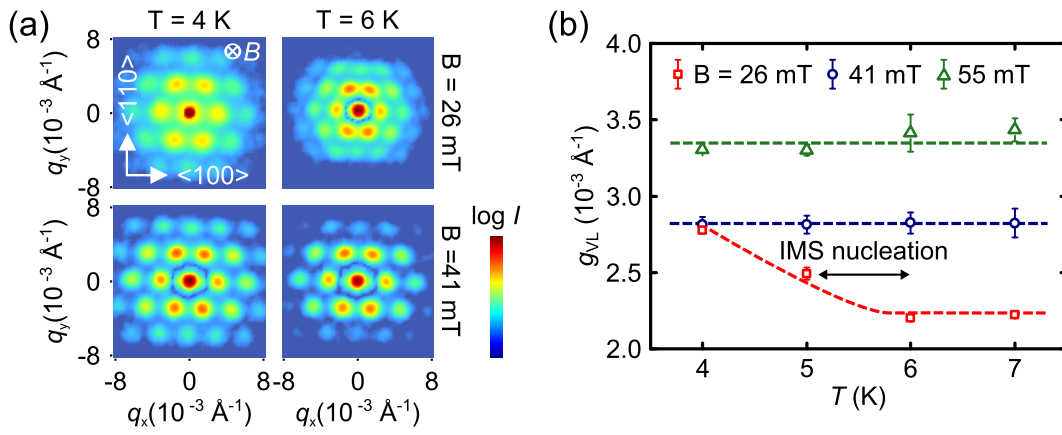 (a)
T = 4 K
T = 6 K
8
0
-8
q_y(10⁻³ Å⁻¹)
<110>
<100>
⊗B
B = 26 mT
8
0
-8
q_y(10⁻³ Å⁻¹)
B =41 mT
log I
-8 0 8
-8 0 8
q_x(10⁻³ Å⁻¹)
q_x(10⁻³ Å⁻¹)
(b)
4.0
3.5
3.0
2.5
2.0
g_VL (10⁻³ Å⁻¹)
B = 26 mT 41 mT 55 mT
IMS nucleation
4 5 6 7
T (K)